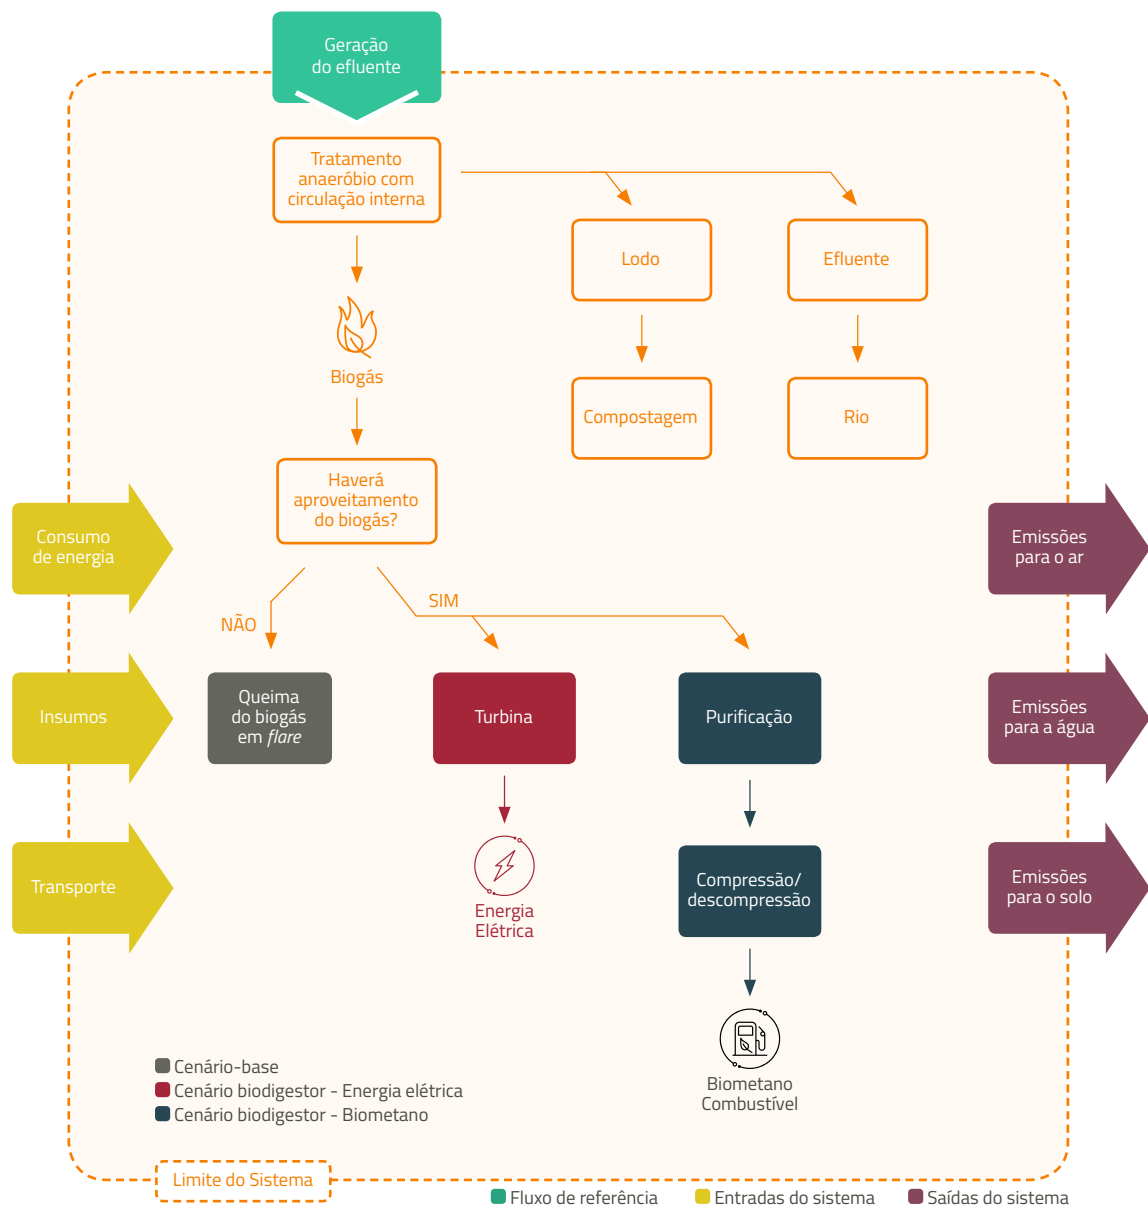 Geração
do efluente
Tratamento
anaeróbio com
circulação interna
Lodo
Efluente
Biogás
Compostagem
Rio
Haverá
aproveitamento
do biogás?
Consumo
de energia
Emissões
para o ar
NÃO
SIM
Insumos
Queima
do biogás
em flare
Turbina
Purificação
Emissões
para a água
Transporte
Energia
Elétrica
Compressão/
descompressão
Emissões
para o solo
Biometano
Combustível
Cenário-base
Cenário biodigestor - Energia elétrica
Cenário biodigestor - Biometano
Limite do Sistema
Fluxo de referência
Entradas do sistema
Saídas do sistema